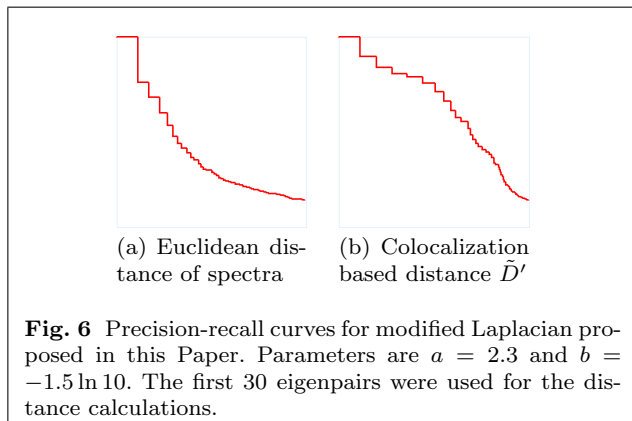 (a) Euclidean dis-
tance of spectra
(b) Colocalization
based distance D̃′
Fig. 6 Precision-recall curves for modified Laplacian pro-
posed in this Paper. Parameters are a = 2.3 and b =
−1.5 ln 10. The first 30 eigenpairs were used for the dis-
tance calculations.